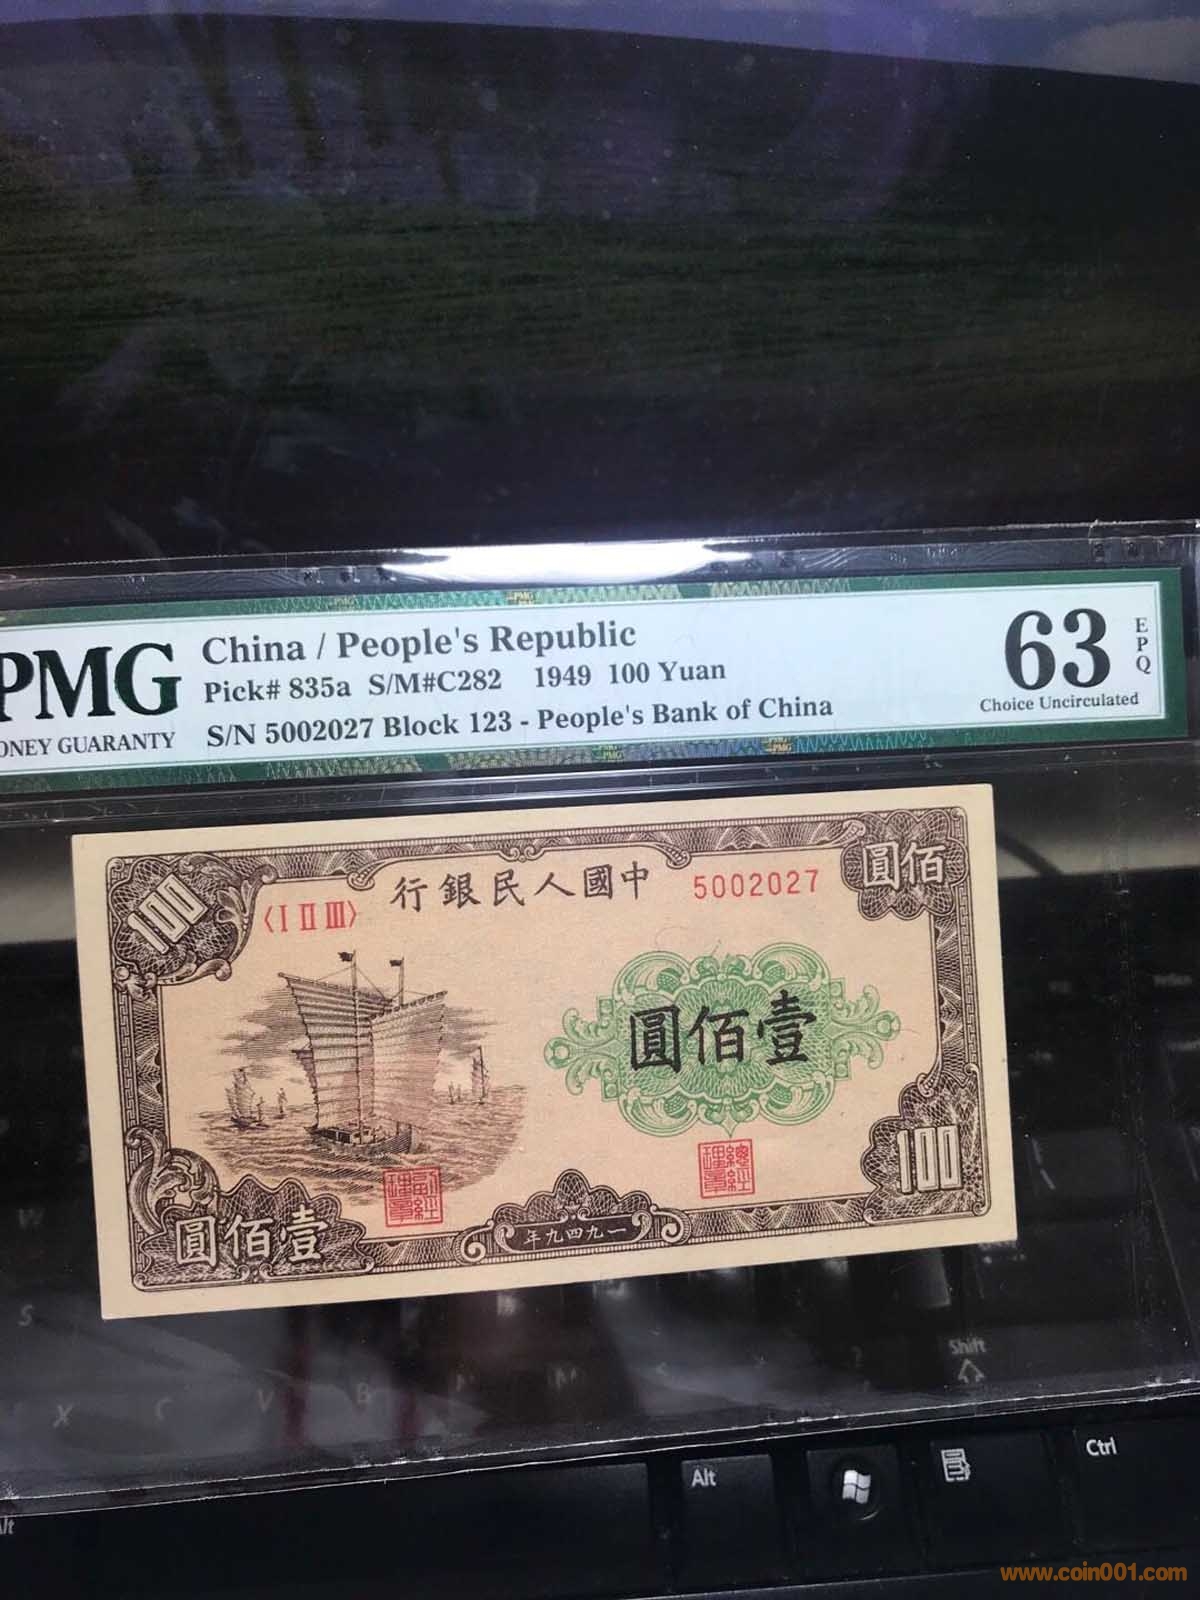 PMG
China / People's Republic
Pick# 835a S/M#C282 1949 100 Yuan
S/N 5002027 Block 123 - People's Bank of China
ONEY GUARANTY
63
EPQ
Choice Uncirculated
100
行銀民人國中
5002027
圓佰
〈I II III〉
圓佰壹
圓佰壹
年九四九一
100
S
X
C
V
B
N
M
Shift
Alt
Ctrl
lt
www.coin001.com